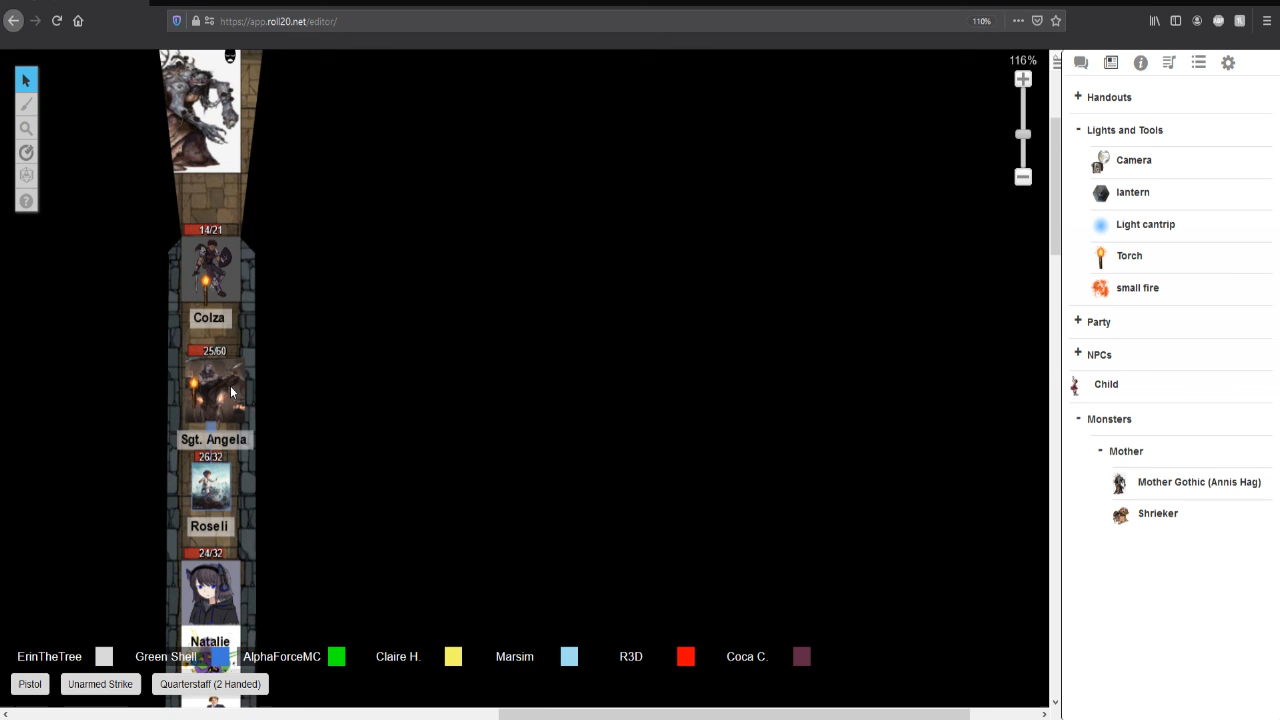 https://app.roll20.net/editor/
110%
116%
14/21
Colza
25/60
Sgt. Angela
26/32
Roseli
24/32
Natalie
ErinTheTree
Green Shell
AlphaForceMC
Claire H.
Marsim
R3D
Coca C.
Pistol
Unarmed Strike
Quarterstaff (2 Handed)
+ Handouts
- Lights and Tools
Camera
lantern
Light cantrip
Torch
small fire
+ Party
+ NPCs
Child
- Monsters
- Mother
Mother Gothic (Annis Hag)
Shrieker